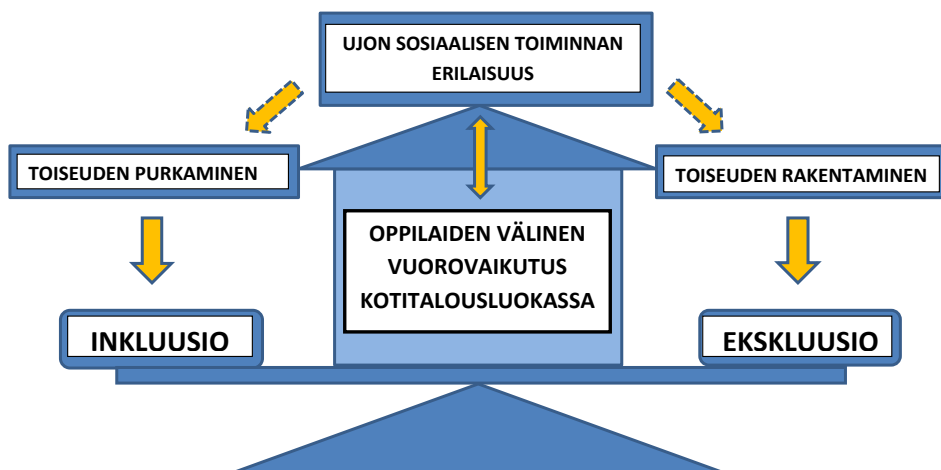 UJON SOSIAALISEN TOIMINNAN
ERILAISUUS
TOISEUDEN PURKAMINEN
TOISEUDEN RAKENTAMINEN
OPPILAIDEN VÄLINEN
VUOROVAIKUTUS
KOTITALOUSLUOKASSA
INKLUUSIO
EKSKLUUSIO